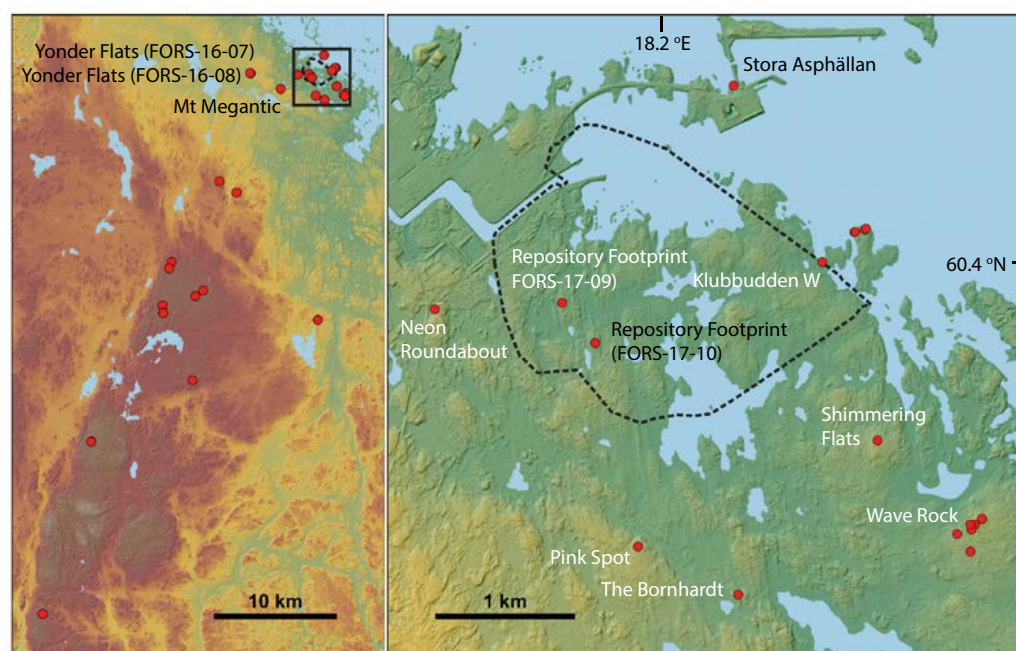 Yonder Flats (FORS-16-07)
Yonder Flats (FORS-16-08)
Mt Megantic
10 km
18.2 ºE
Stora Asphällan
60.4 ºN
Repository Footprint
FORS-17-09)
Klubbudden W
Neon
Roundabout
Repository Footprint
(FORS-17-10)
Shimmering
Flats
Wave Rock
Pink Spot
The Bornhardt
1 km